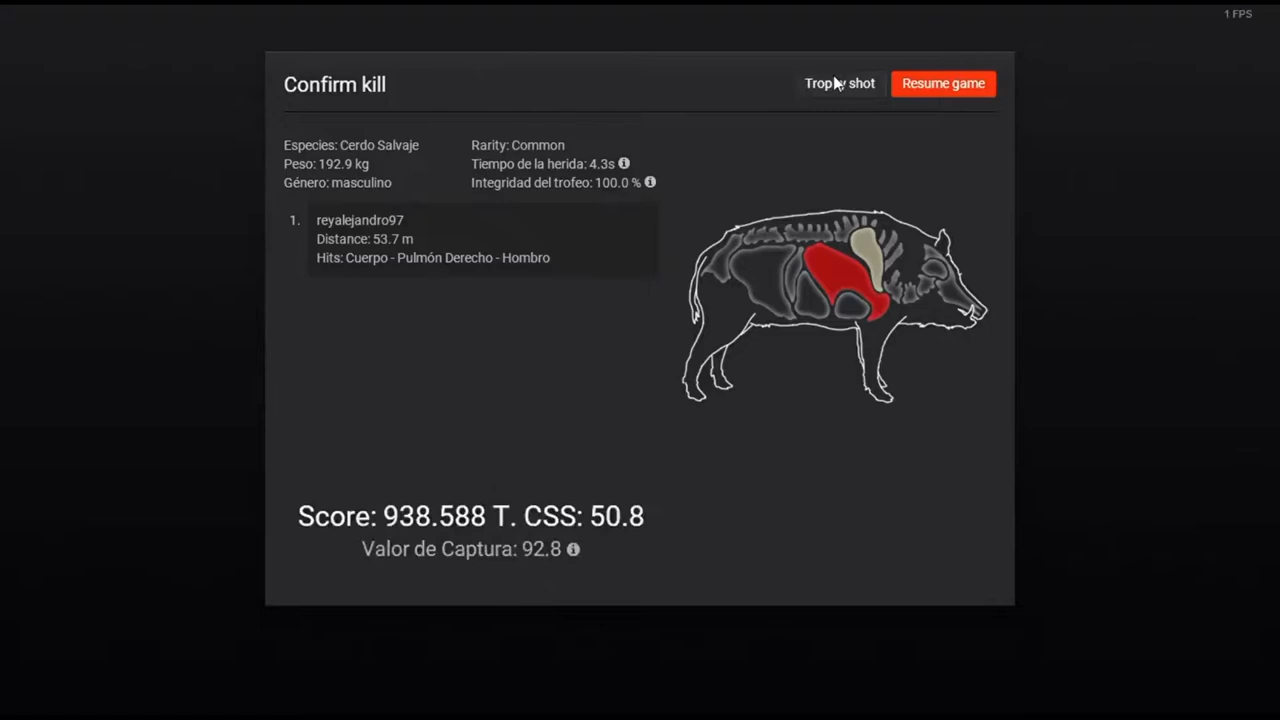 1 FPS
Confirm kill
Trophy shot
Resume game
Especies: Cerdo Salvaje
Rarity: Common
Peso: 192.9 kg
Tiempo de la herida: 4.3s
Género: masculino
Integridad del trofeo: 100.0 %
1. reyalejandro97
Distance: 53.7 m
Hits: Cuerpo - Pulmón Derecho - Hombro
Score: 938.588 T. CSS: 50.8
Valor de Captura: 92.8